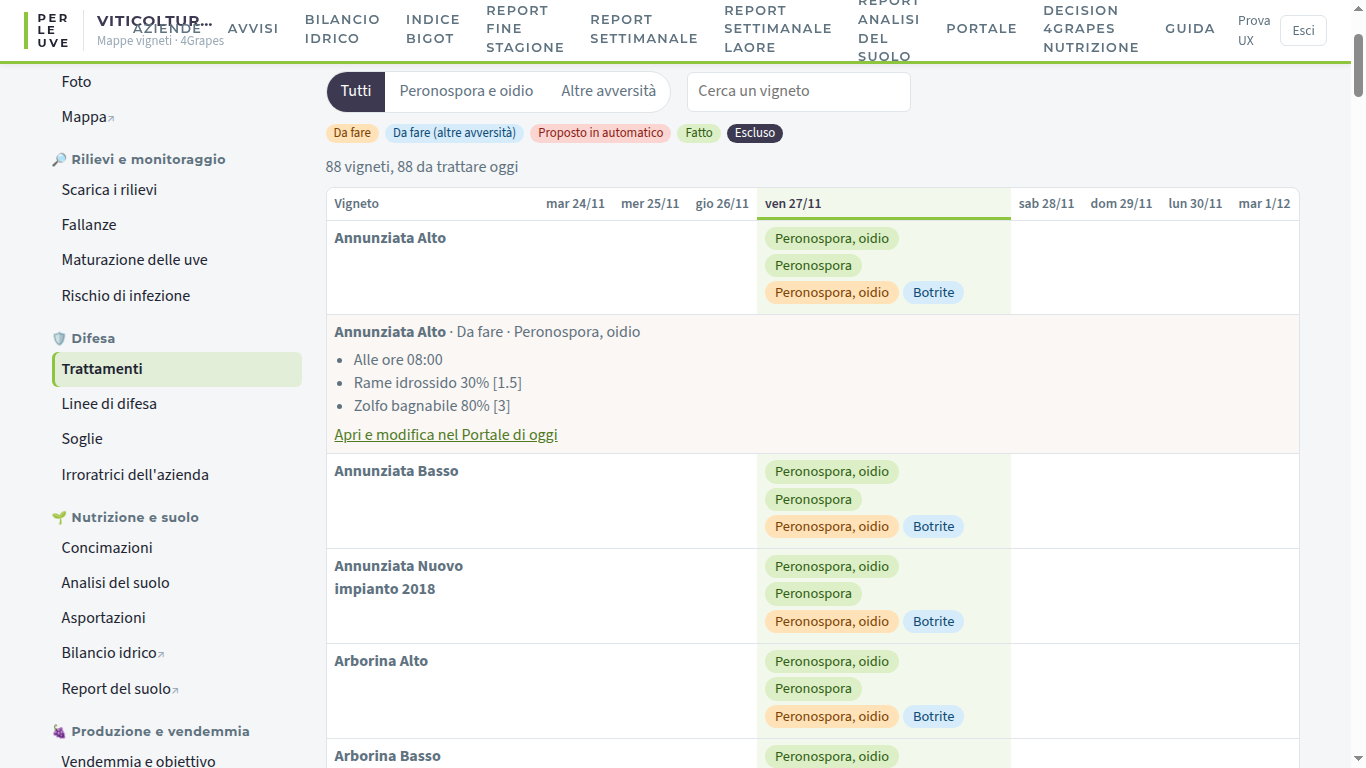 PER
LE
UVE
VITICOLTUR...
Mappe vigneti · 4Grapes
AZIENDE
AVVISI
BILANCIO
IDRICO
INDICE
BIGOT
REPORT
FINE
STAGIONE
REPORT
SETTIMANALE
REPORT
SETTIMANALE
LAORE
REPORT
ANALISI
DEL
SUOLO
PORTALE
DECISION
4GRAPES
NUTRIZIONE
GUIDA
Prova
UX
Esci
Foto
Mappa↗
🔎 Rilievi e monitoraggio
Scarica i rilievi
Fallanze
Maturazione delle uve
Rischio di infezione
🛡️ Difesa
Trattamenti
Linee di difesa
Soglie
Irroratrici dell'azienda
🌱 Nutrizione e suolo
Concimazioni
Analisi del suolo
Asportazioni
Bilancio idrico↗
Report del suolo↗
🍇 Produzione e vendemmia
Vendemmia e obiettivo
Tutti Peronospora e oidio Altre avversità Cerca un vigneto
Da fare Da fare (altre avversità) Proposto in automatico Fatto Escluso
88 vigneti, 88 da trattare oggi
Vigneto mar 24/11 mer 25/11 gio 26/11 ven 27/11 sab 28/11 dom 29/11 lun 30/11 mar 1/12
Annunziata Alto Peronospora, oidio
Peronospora
Peronospora, oidio Botrite
Annunziata Alto · Da fare · Peronospora, oidio
• Alle ore 08:00
• Rame idrossido 30% [1.5]
• Zolfo bagnabile 80% [3]
Apri e modifica nel Portale di oggi
Annunziata Basso Peronospora, oidio
Peronospora
Peronospora, oidio Botrite
Annunziata Nuovo Peronospora, oidio
impianto 2018 Peronospora
Peronospora, oidio Botrite
Arborina Alto Peronospora, oidio
Peronospora
Peronospora, oidio Botrite
Arborina Basso Peronospora, oidio